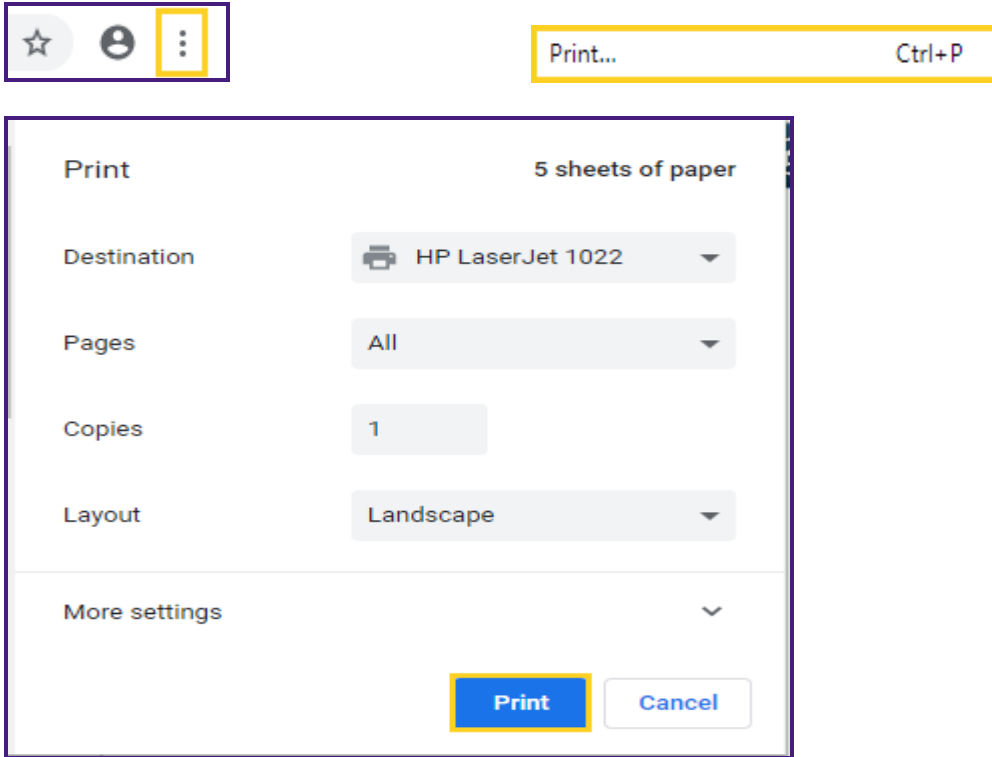 Print... Ctrl+P
Print 5 sheets of paper
Destination HP LaserJet 1022
Pages All
Copies 1
Layout Landscape
More settings
Print Cancel